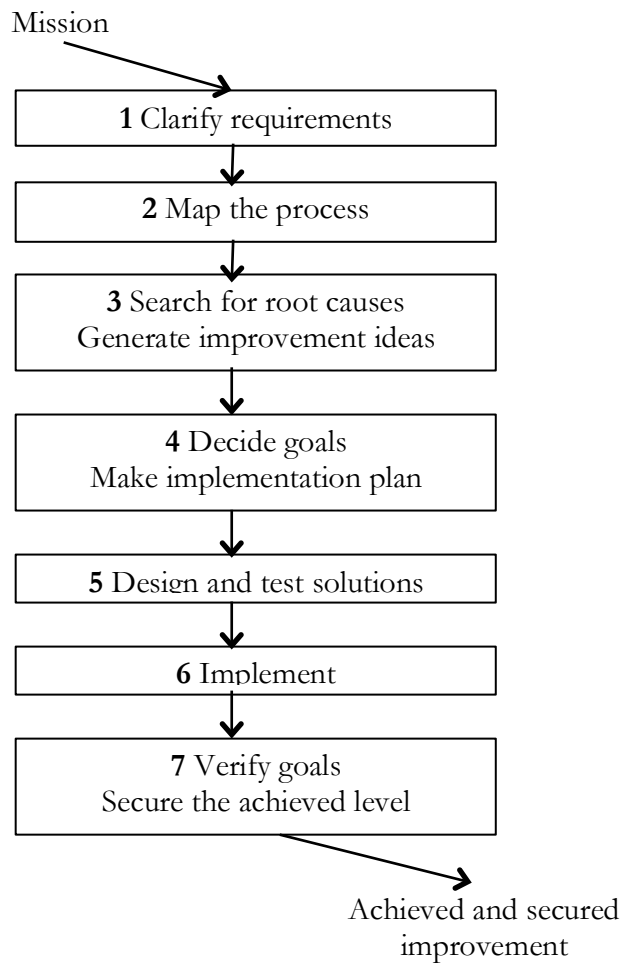 Mission
1 Clarify requirements
2 Map the process
3 Search for root causes
Generate improvement ideas
4 Decide goals
Make implementation plan
5 Design and test solutions
6 Implement
7 Verify goals
Secure the achieved level
Achieved and secured
improvement